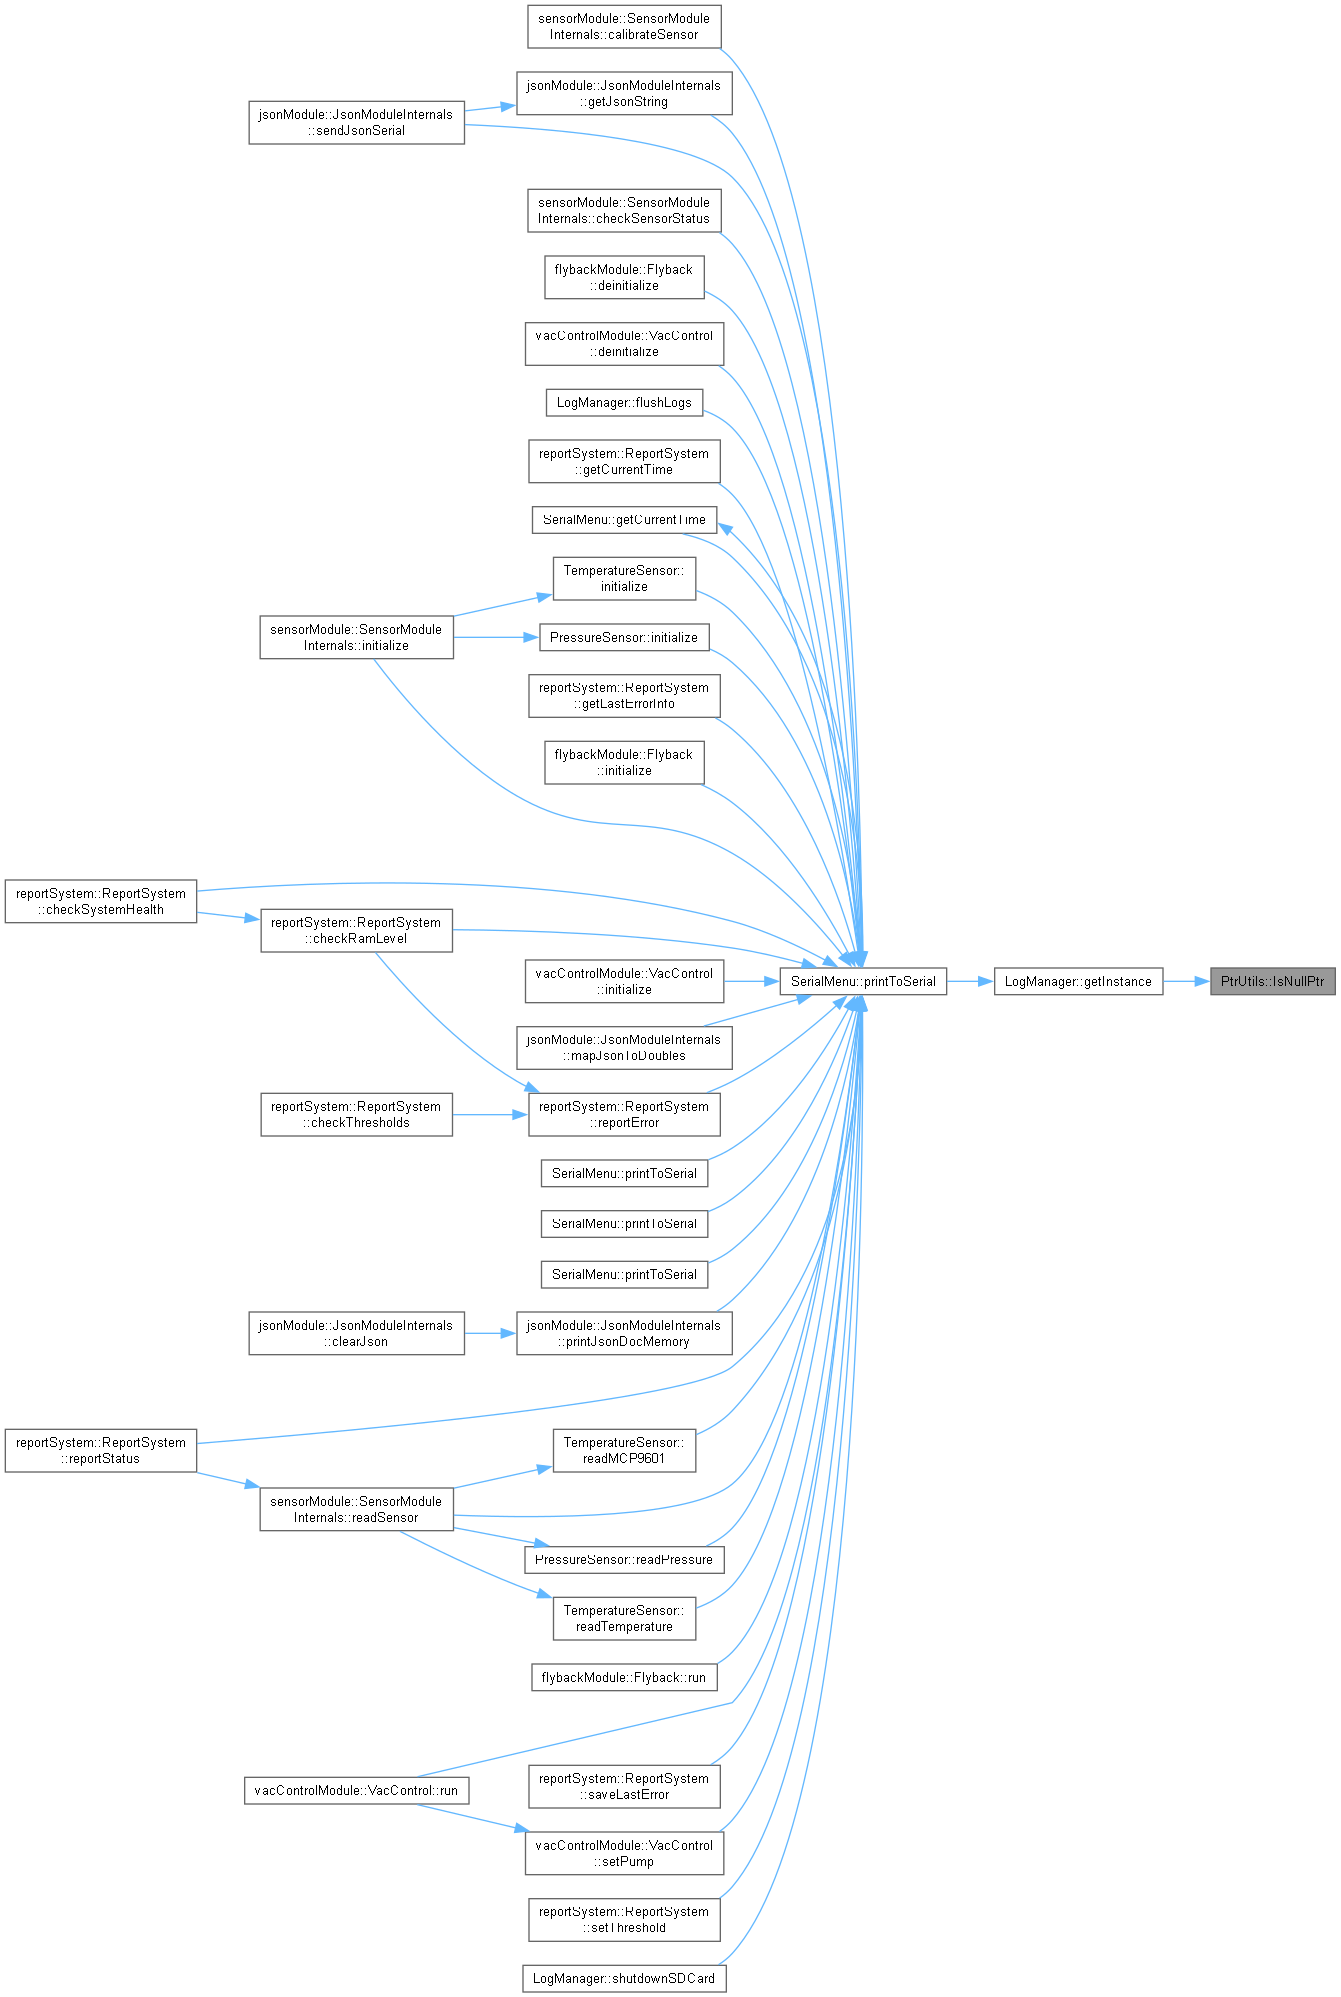 sensorModule::SensorModule
Internals::calibrateSensor
jsonModule::JsonModuleInternals
::getJsonString
jsonModule::JsonModuleInternals
::sendJsonSerial
sensorModule::SensorModule
Internals::checkSensorStatus
flybackModule::Flyback
::deinitialize
vacControlModule::VacControl
::deinitialize
LogManager::flushLogs
reportSystem::ReportSystem
::getCurrentTime
SerialMenu::getCurrentTime
TemperatureSensor::
initialize
sensorModule::SensorModule
Internals::initialize
PressureSensor::initialize
reportSystem::ReportSystem
::getLastErrorInfo
flybackModule::Flyback
::initialize
reportSystem::ReportSystem
::checkSystemHealth
reportSystem::ReportSystem
::checkRamLevel
vacControlModule::VacControl
::initialize
SerialMenu::printToSerial
LogManager::getInstance
PtrUtils::IsNullPtr
jsonModule::JsonModuleInternals
::mapJsonToDoubles
reportSystem::ReportSystem
::checkThresholds
reportSystem::ReportSystem
::reportError
SerialMenu::printToSerial
SerialMenu::printToSerial
SerialMenu::printToSerial
jsonModule::JsonModuleInternals
::clearJson
jsonModule::JsonModuleInternals
::printJsonDocMemory
reportSystem::ReportSystem
::reportStatus
TemperatureSensor::
readMCP9601
sensorModule::SensorModule
Internals::readSensor
PressureSensor::readPressure
TemperatureSensor::
readTemperature
flybackModule::Flyback::run
vacControlModule::VacControl::run
reportSystem::ReportSystem
::saveLastError
vacControlModule::VacControl
::setPump
reportSystem::ReportSystem
::setThreshold
LogManager::shutdownSDCard